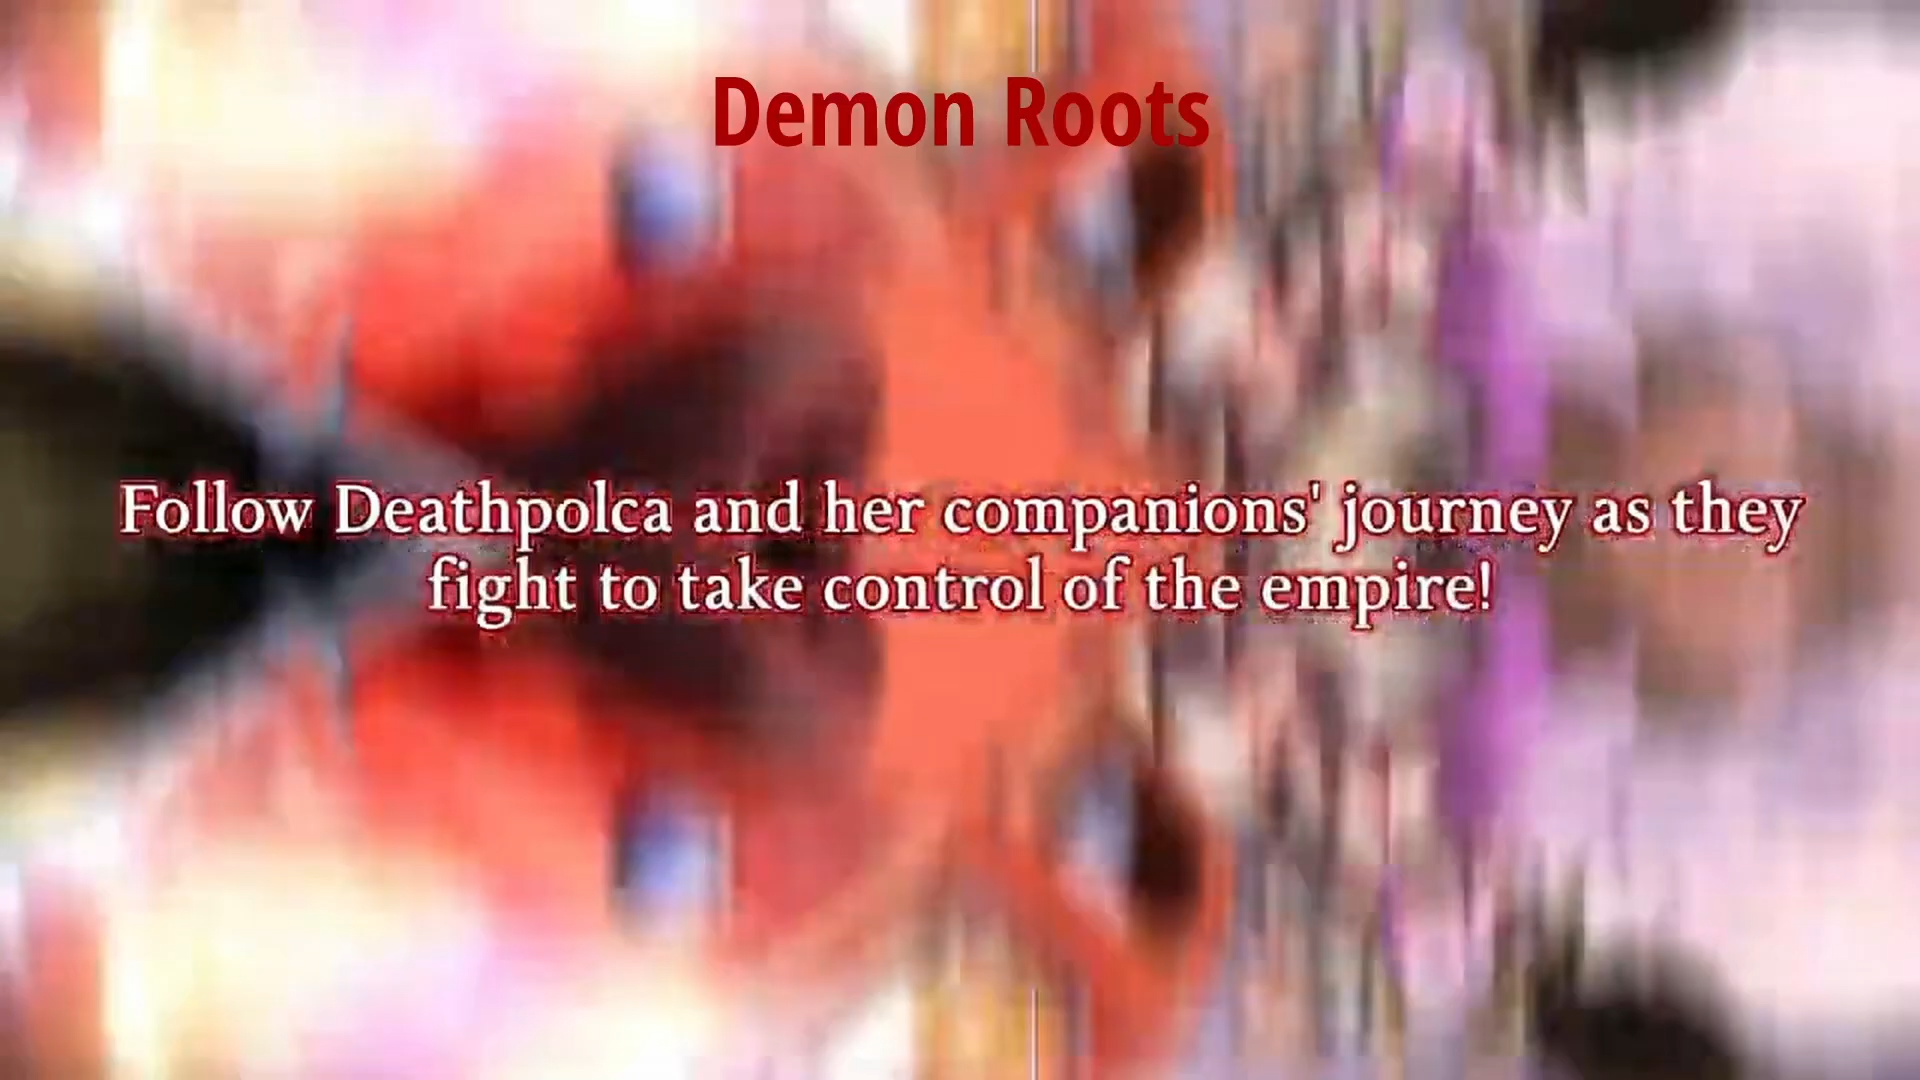 Demon Roots
Follow Deathpolca and her companions' journey as they
fight to take control of the empire!